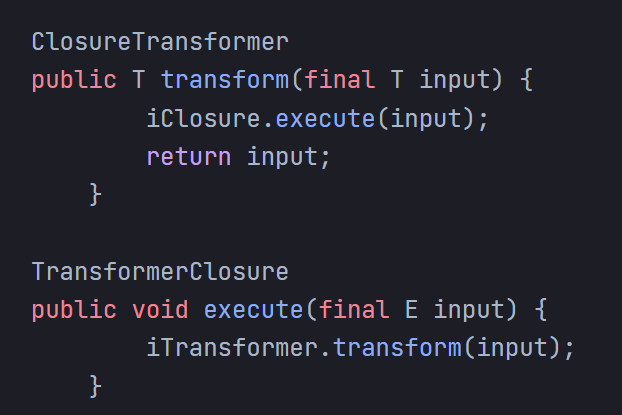 ClosureTransformer
public T transform(final T input) {
iClosure.execute(input);
return input;
}
TransformerClosure
public void execute(final E input) {
iTransformer.transform(input);
}